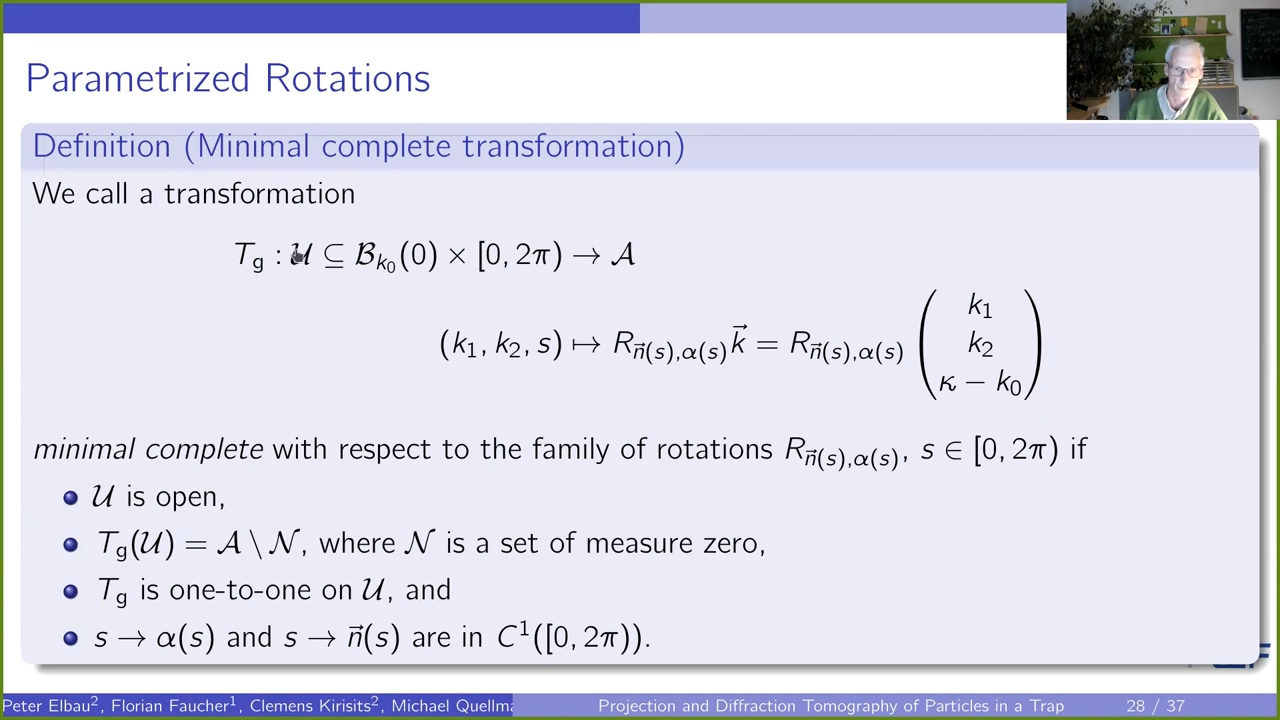 Parametrized Rotations
Definition (Minimal complete transformation)
We call a transformation
T_g : 𝒰 ⊆ ℬ_{k_0}(0) × [0, 2π) → 𝒜
(k_1, k_2, s) ↦ R_{n⃗(s),α(s)} k⃗ = R_{n⃗(s),α(s)} (k_1
k_2
κ − k_0)
minimal complete with respect to the family of rotations R_{n⃗(s),α(s)}, s ∈ [0, 2π) if
𝒰 is open,
T_g(𝒰) = 𝒜 \ 𝒩, where 𝒩 is a set of measure zero,
T_g is one-to-one on 𝒰, and
s → α(s) and s → n⃗(s) are in C^1([0, 2π)).
Peter Elbau², Florian Faucher¹, Clemens Kirisits², Michael Quellm
Projection and Diffraction Tomography of Particles in a Trap
28 / 37